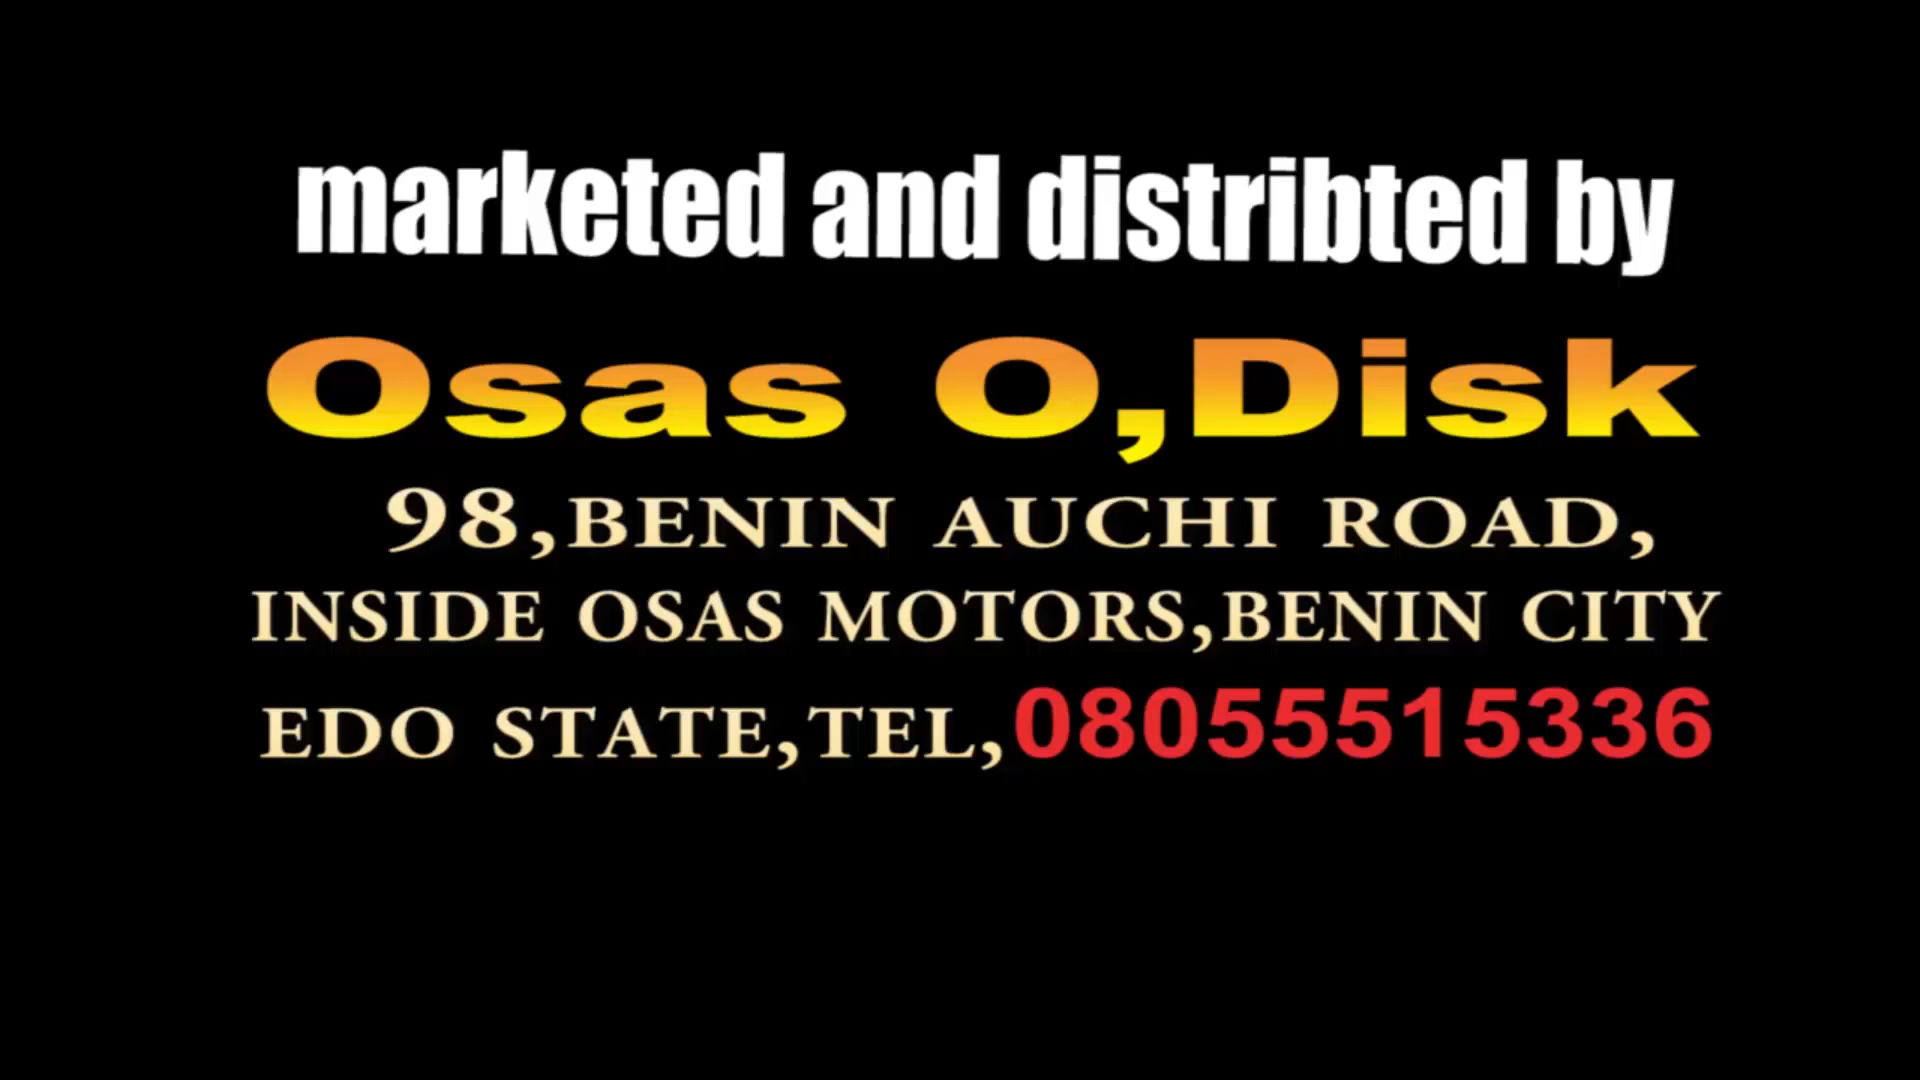 marketed and distribted by
Osas O,Disk
98,BENIN AUCHI ROAD,
INSIDE OSAS MOTORS,BENIN CITY
EDO STATE,TEL,08055515336